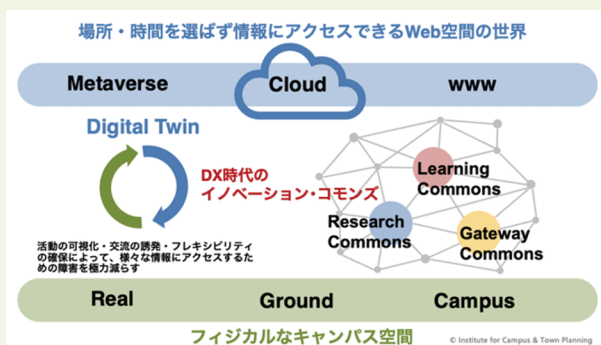 場所・時間を選ばず情報にアクセスできるWeb空間の世界
Metaverse
Cloud
www
Digital Twin
DX時代の
イノベーション・コモンズ
Learning
Commons
Research
Commons
Gateway
Commons
活動の可視化・交流の誘発・フレキシビリティ
の確保によって、様々な情報にアクセスするた
めの障害を極力減らす
Real
Ground
Campus
フィジカルなキャンパス空間
© Institute for Campus & Town Planning